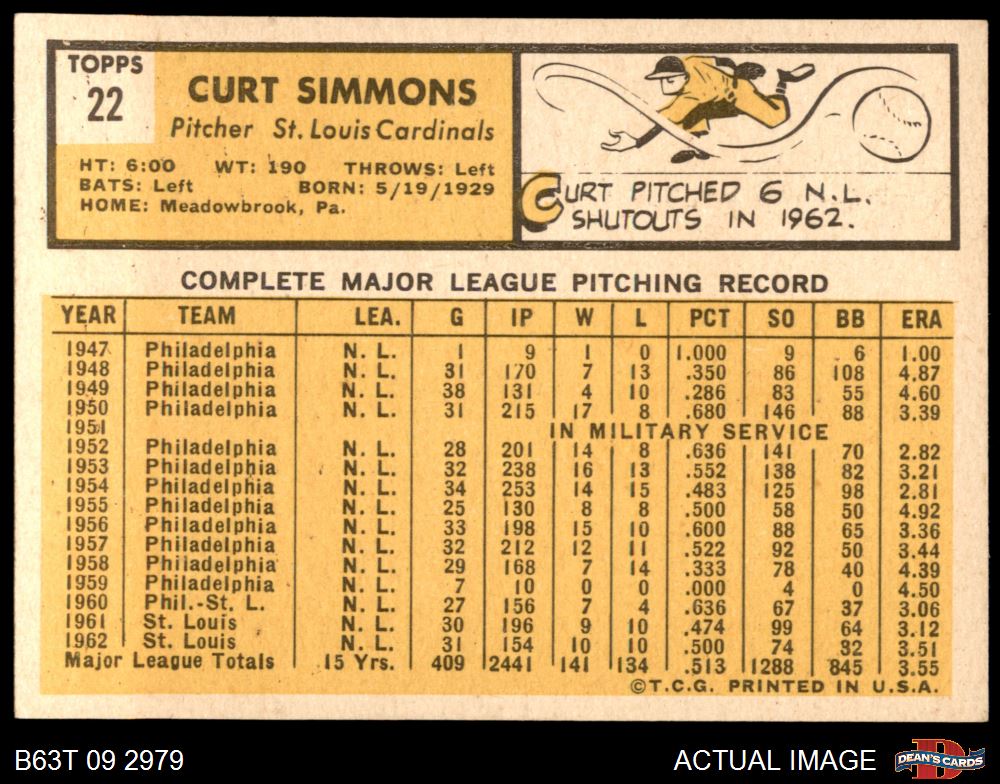 TOPPS
22
CURT SIMMONS
Pitcher St. Louis Cardinals
HT: 6:00 WT: 190 THROWS: Left
BATS: Left BORN: 5/19/1929
HOME: Meadowbrook, Pa.
CURT PITCHED 6 N.L.
SHUTOUTS IN 1962.
COMPLETE MAJOR LEAGUE PITCHING RECORD
YEAR TEAM LEA. G IP W L PCT SO BB ERA
1947 Philadelphia N. L. 1 9 1 0 1.000 9 6 1.00
1948 Philadelphia N. L. 31 170 7 13 .350 86 108 4.87
1949 Philadelphia N. L. 38 131 4 10 .286 83 55 4.60
1950 Philadelphia N. L. 31 215 17 8 .680 146 88 3.39
1951 IN MILITARY SERVICE
1952 Philadelphia N. L. 28 201 14 8 .636 141 70 2.82
1953 Philadelphia N. L. 32 238 16 13 .552 138 82 3.21
1954 Philadelphia N. L. 34 253 14 15 .483 125 98 2.81
1955 Philadelphia N. L. 25 130 8 8 .500 58 50 4.92
1956 Philadelphia N. L. 33 198 15 10 .600 88 65 3.36
1957 Philadelphia N. L. 32 212 12 11 .522 92 50 3.44
1958 Philadelphia N. L. 29 168 7 14 .333 78 40 4.39
1959 Philadelphia N. L. 7 10 0 0 .000 4 0 4.50
1960 Phil.-St. L. N. L. 27 156 7 4 .636 67 37 3.06
1961 St. Louis N. L. 30 196 9 10 .474 99 64 3.12
1962 St. Louis N. L. 31 154 10 10 .500 74 32 3.51
Major League Totals 15 Yrs. 409 2441 141 134 .513 1288 845 3.55
©T.C.G. PRINTED IN U.S.A.
B63T 09 2979 ACTUAL IMAGE
DEAN'S CARDS